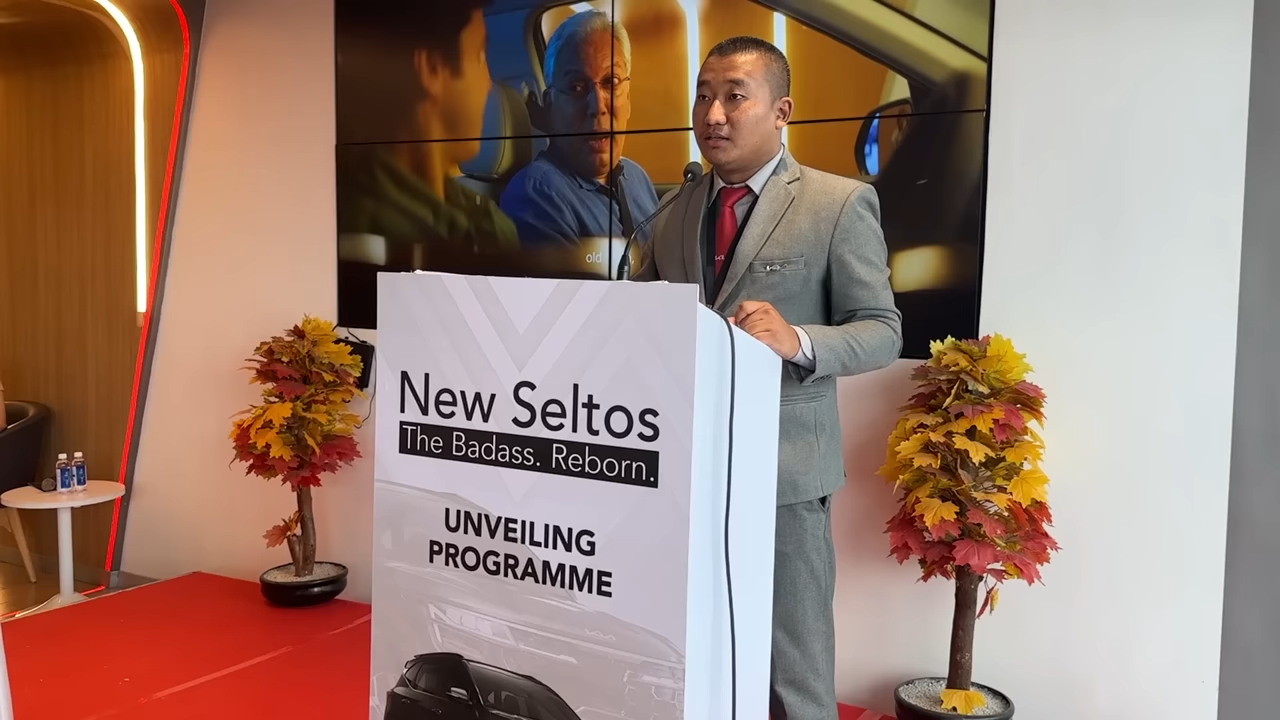 old
New Seltos
The Badass. Reborn.
UNVEILING
PROGRAMME